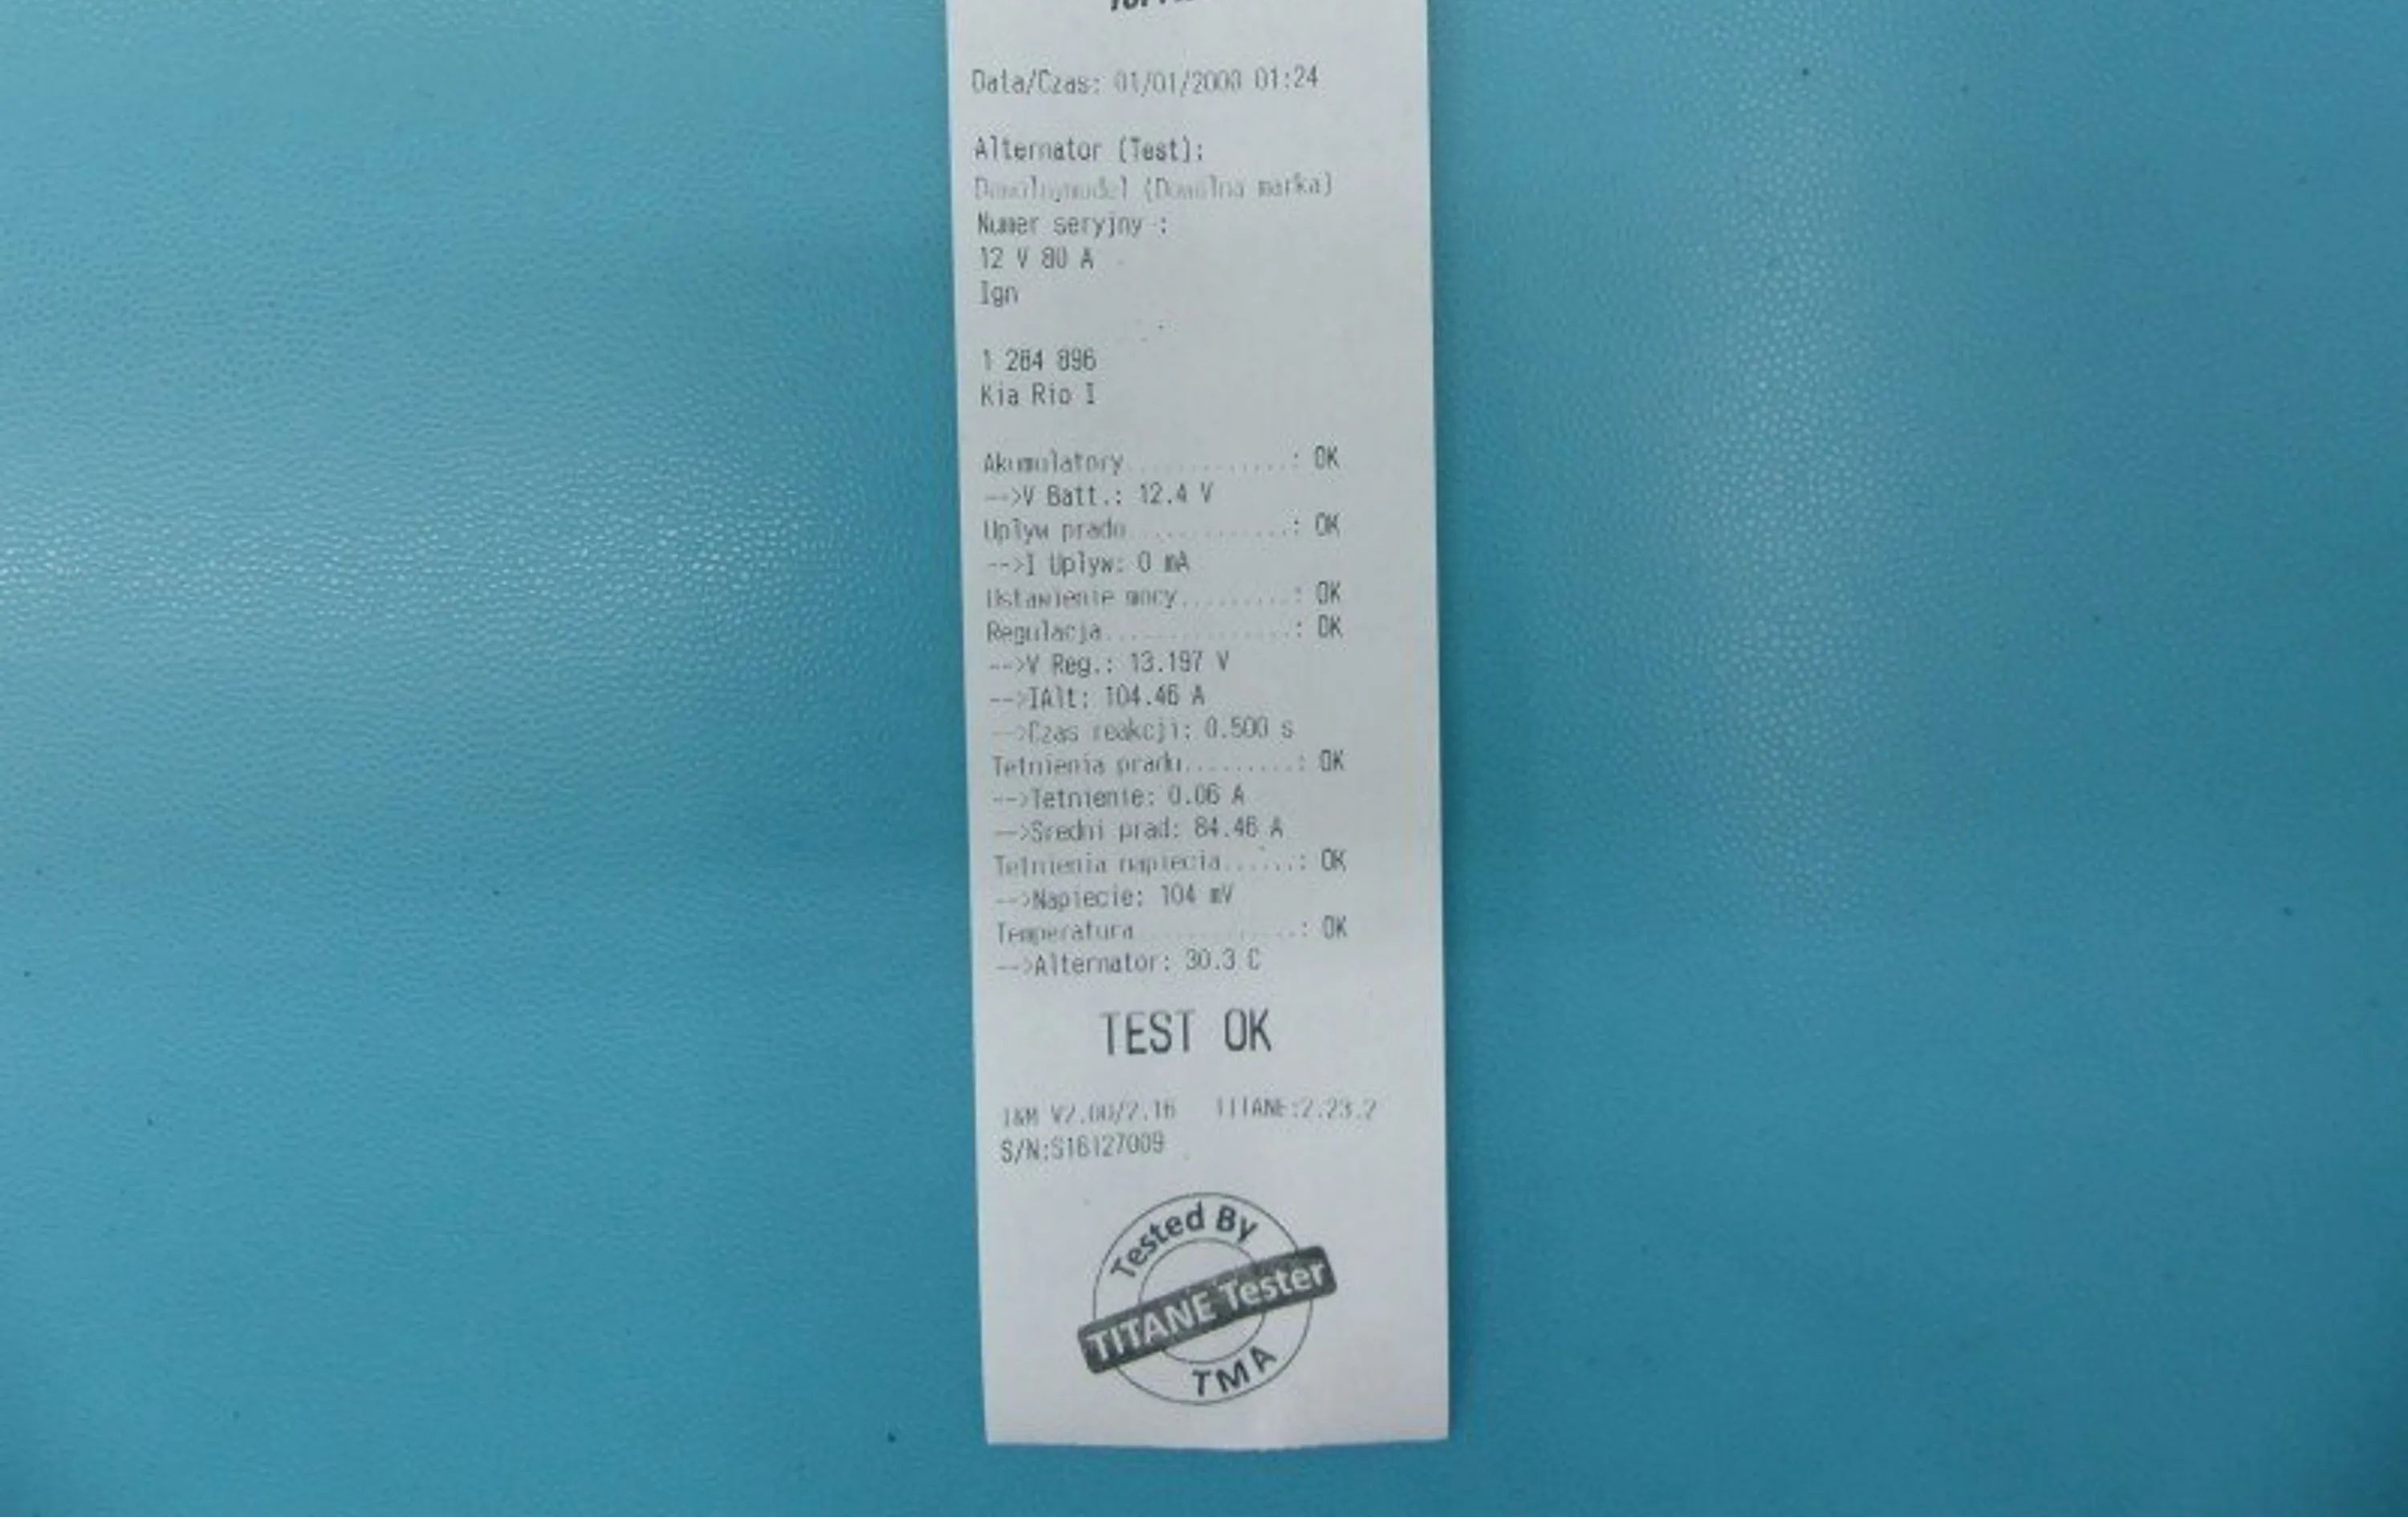 Data/Czas: 01/01/2000 01:24
Alternator (Test):
Dowolnymodel (Dowolna marka)
Numer seryjny :
12 V 80 A
Ign
1 284 896
Kia Rio I
Akumulatory.............: OK
-->V Batt.: 12.4 V
Uplyw pradu.............: OK
-->I Uplyw: 0 mA
Ustawienie mocy.........: OK
Regulacja...............: OK
-->V Reg.: 13.197 V
-->IAlt: 104.46 A
-->Czas reakcji: 0.500 s
Tetnienia pradu.........: OK
-->Tetnienie: 0.06 A
-->Sredni prad: 84.46 A
Tetnienia napiecia......: OK
-->Napiecie: 104 mV
Temperatura.............: OK
-->Alternator: 30.3 C
TEST OK
I&M V2.00/2.16 TITANE:2.23.2
S/N:S16127009
Tested By
TITANE Tester
TMA